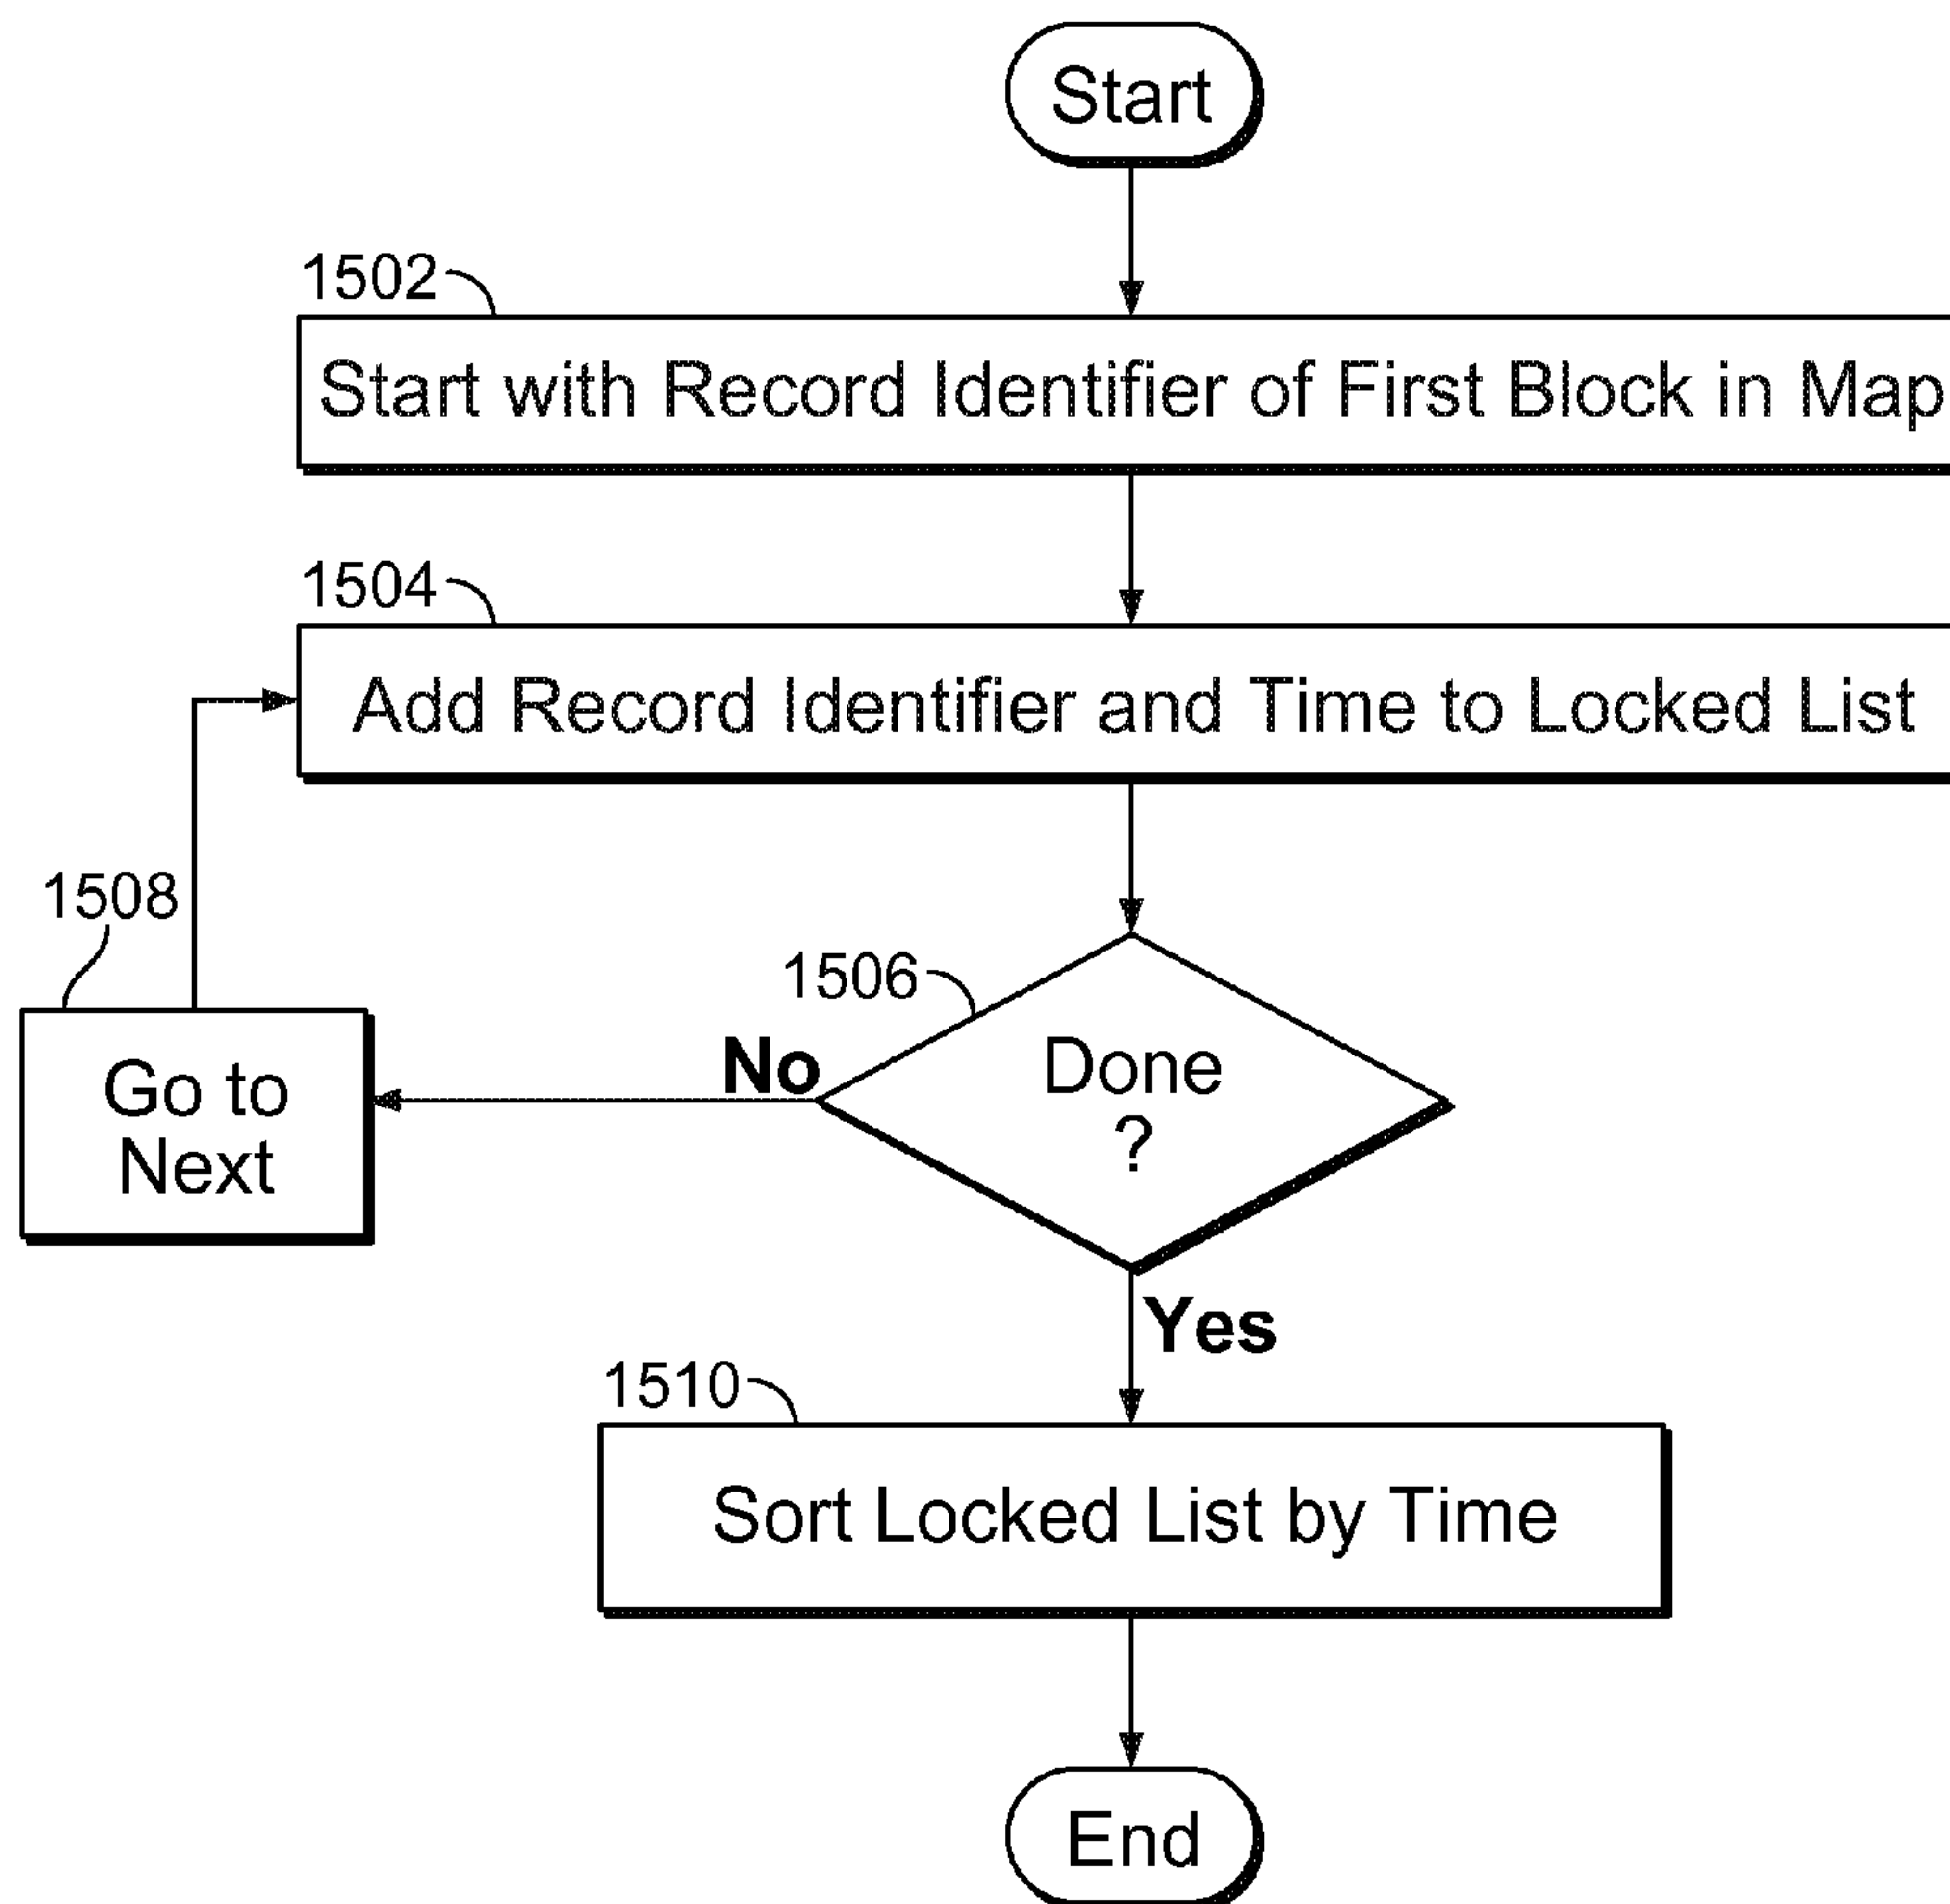 Start
1502
Start with Record Identifier of First Block in Map
1504
Add Record Identifier and Time to Locked List
1508
1506
No
Done
?
Go to
Next
Yes
1510
Sort Locked List by Time
End